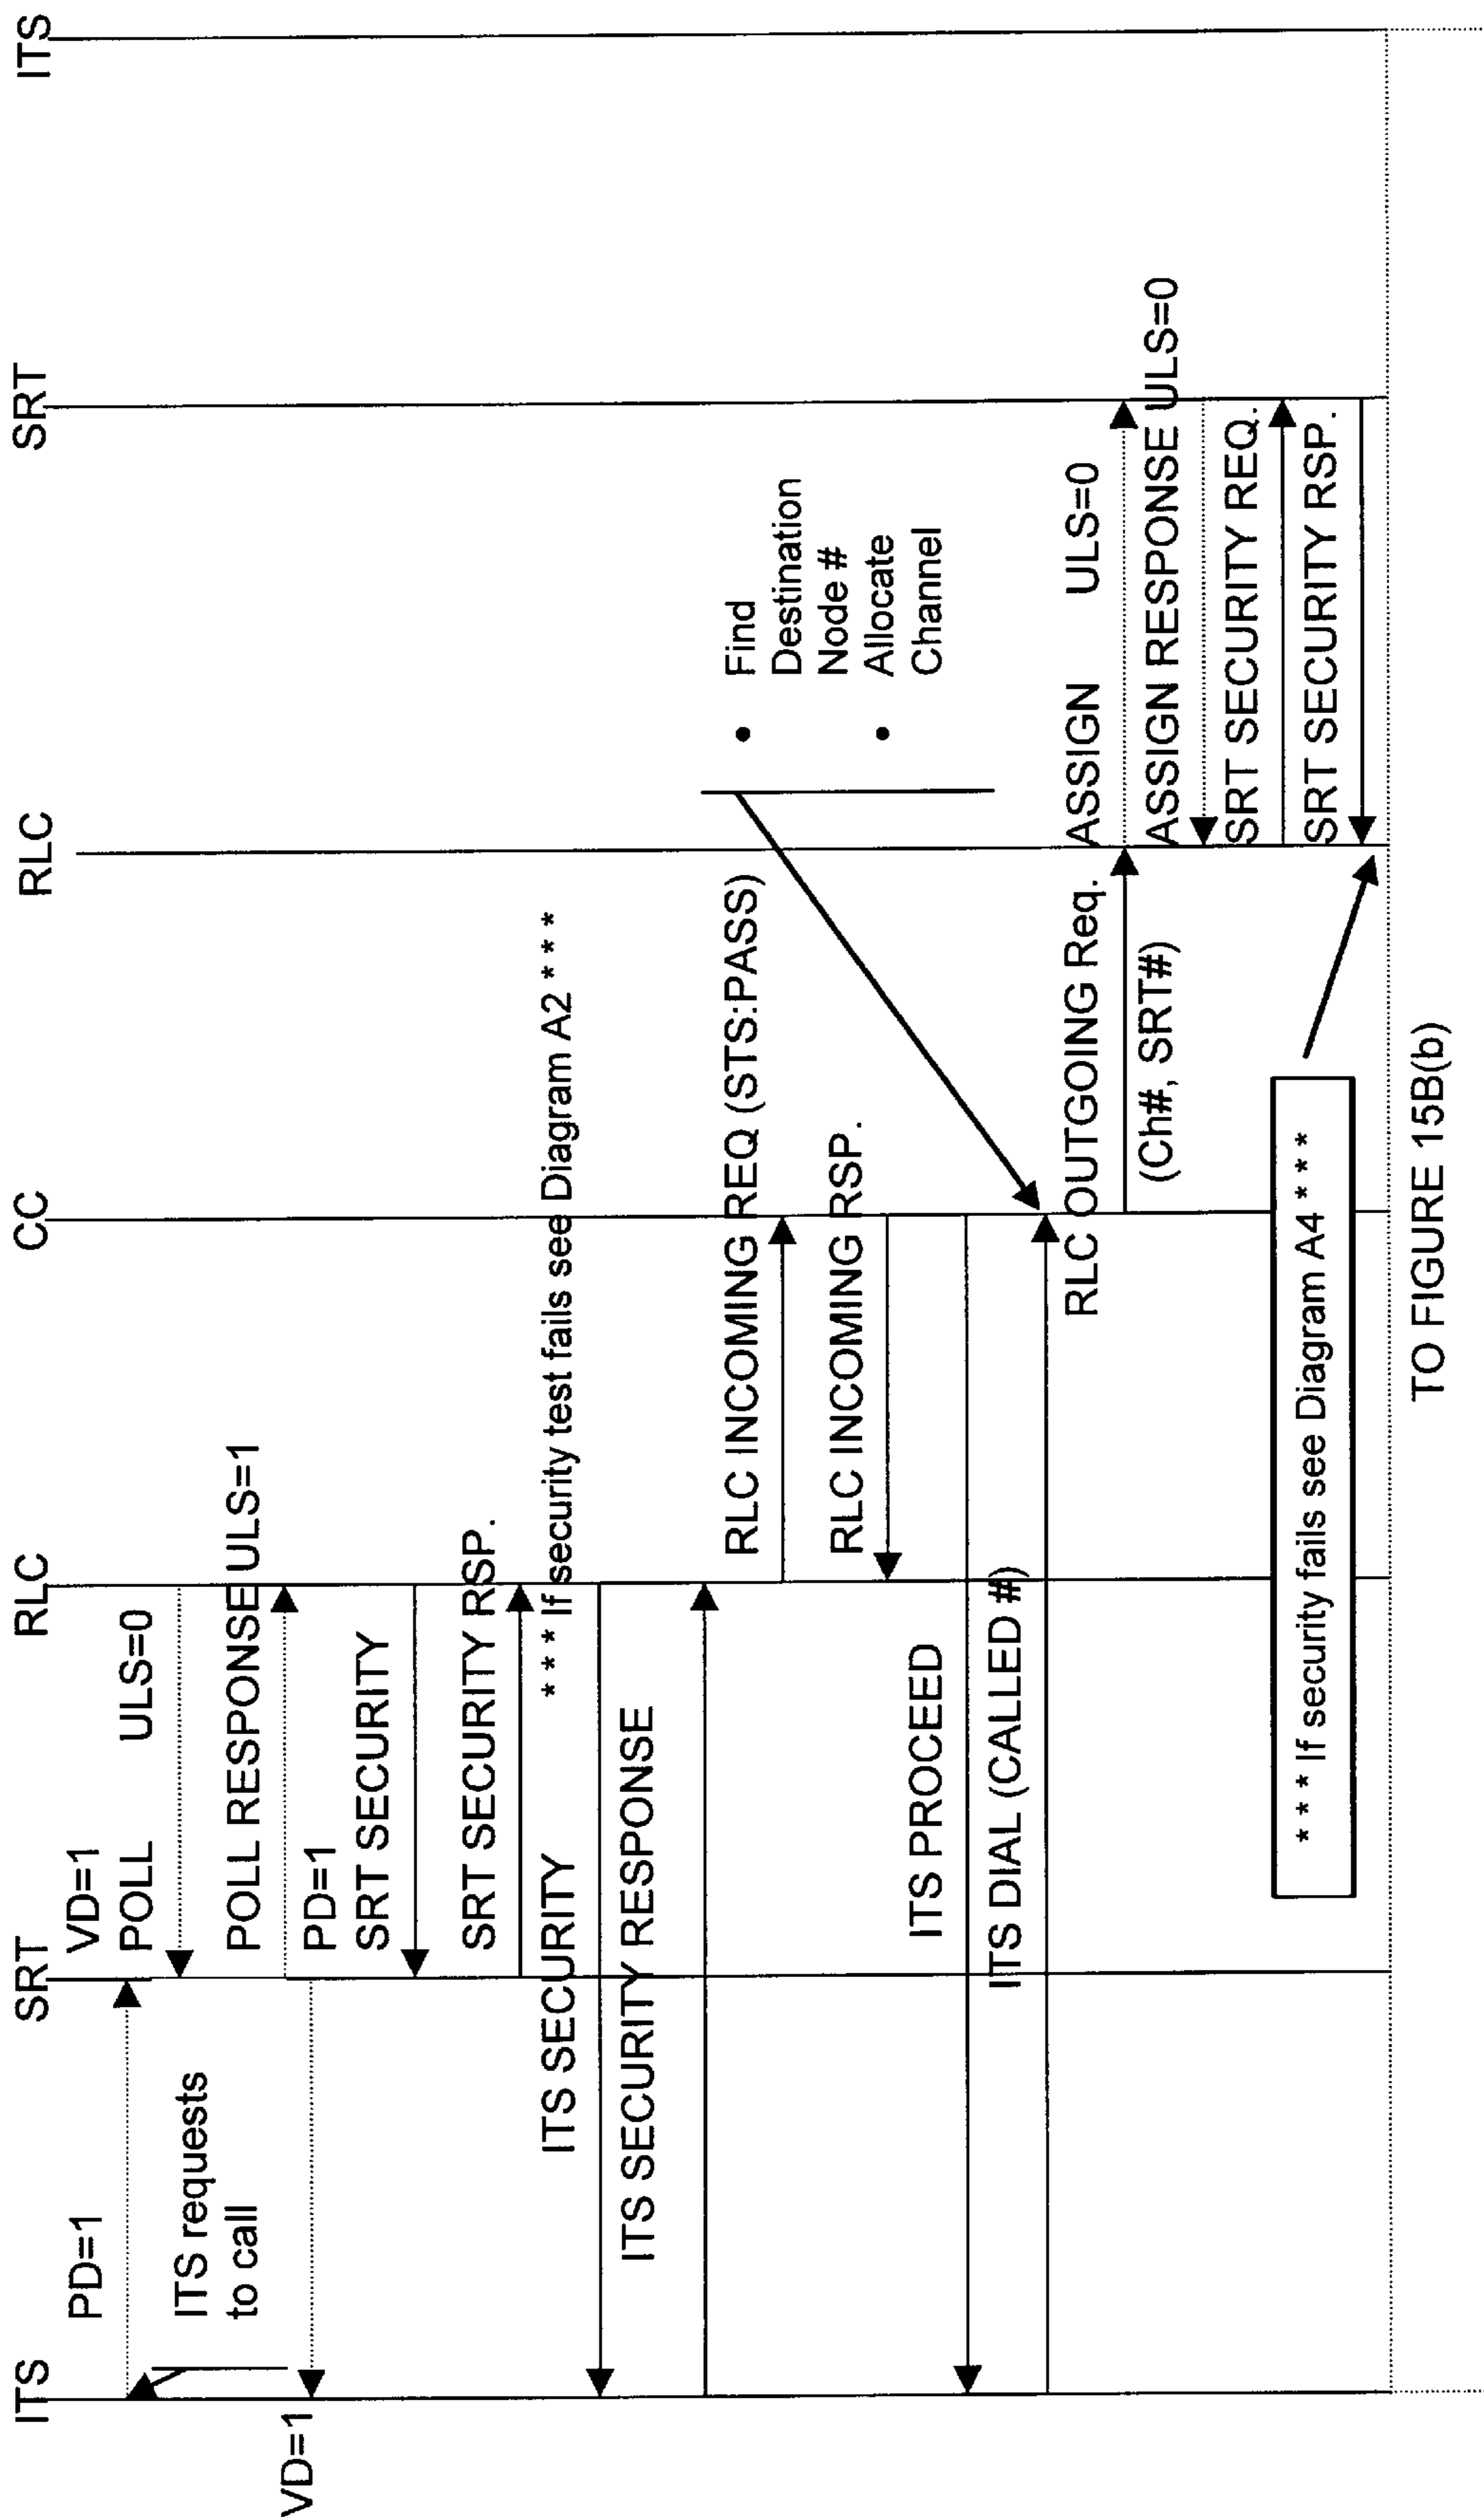 ITS
SRT
RLC
CC
RLC
SRT
ITS
PD=1
VD=1
ITS requests
to call
POLL ULS=0
POLL RESPONSE ULS=1
VD=1
PD=1
SRT SECURITY
SRT SECURITY RSP.
ITS SECURITY
* * * If security test fails see Diagram A2 * * *
ITS SECURITY RESPONSE
RLC INCOMING REQ (STS:PASS)
RLC INCOMING RSP.
• Find
Destination
Node #
• Allocate
Channel
ITS PROCEED
ITS DIAL (CALLED #)
RLC OUTGOING Req.
(Ch#, SRT#)
ASSIGN ULS=0
ASSIGN RESPONSE ULS=0
SRT SECURITY REQ.
SRT SECURITY RSP.
* * * If security fails see Diagram A4 * * *
TO FIGURE 15B(b)